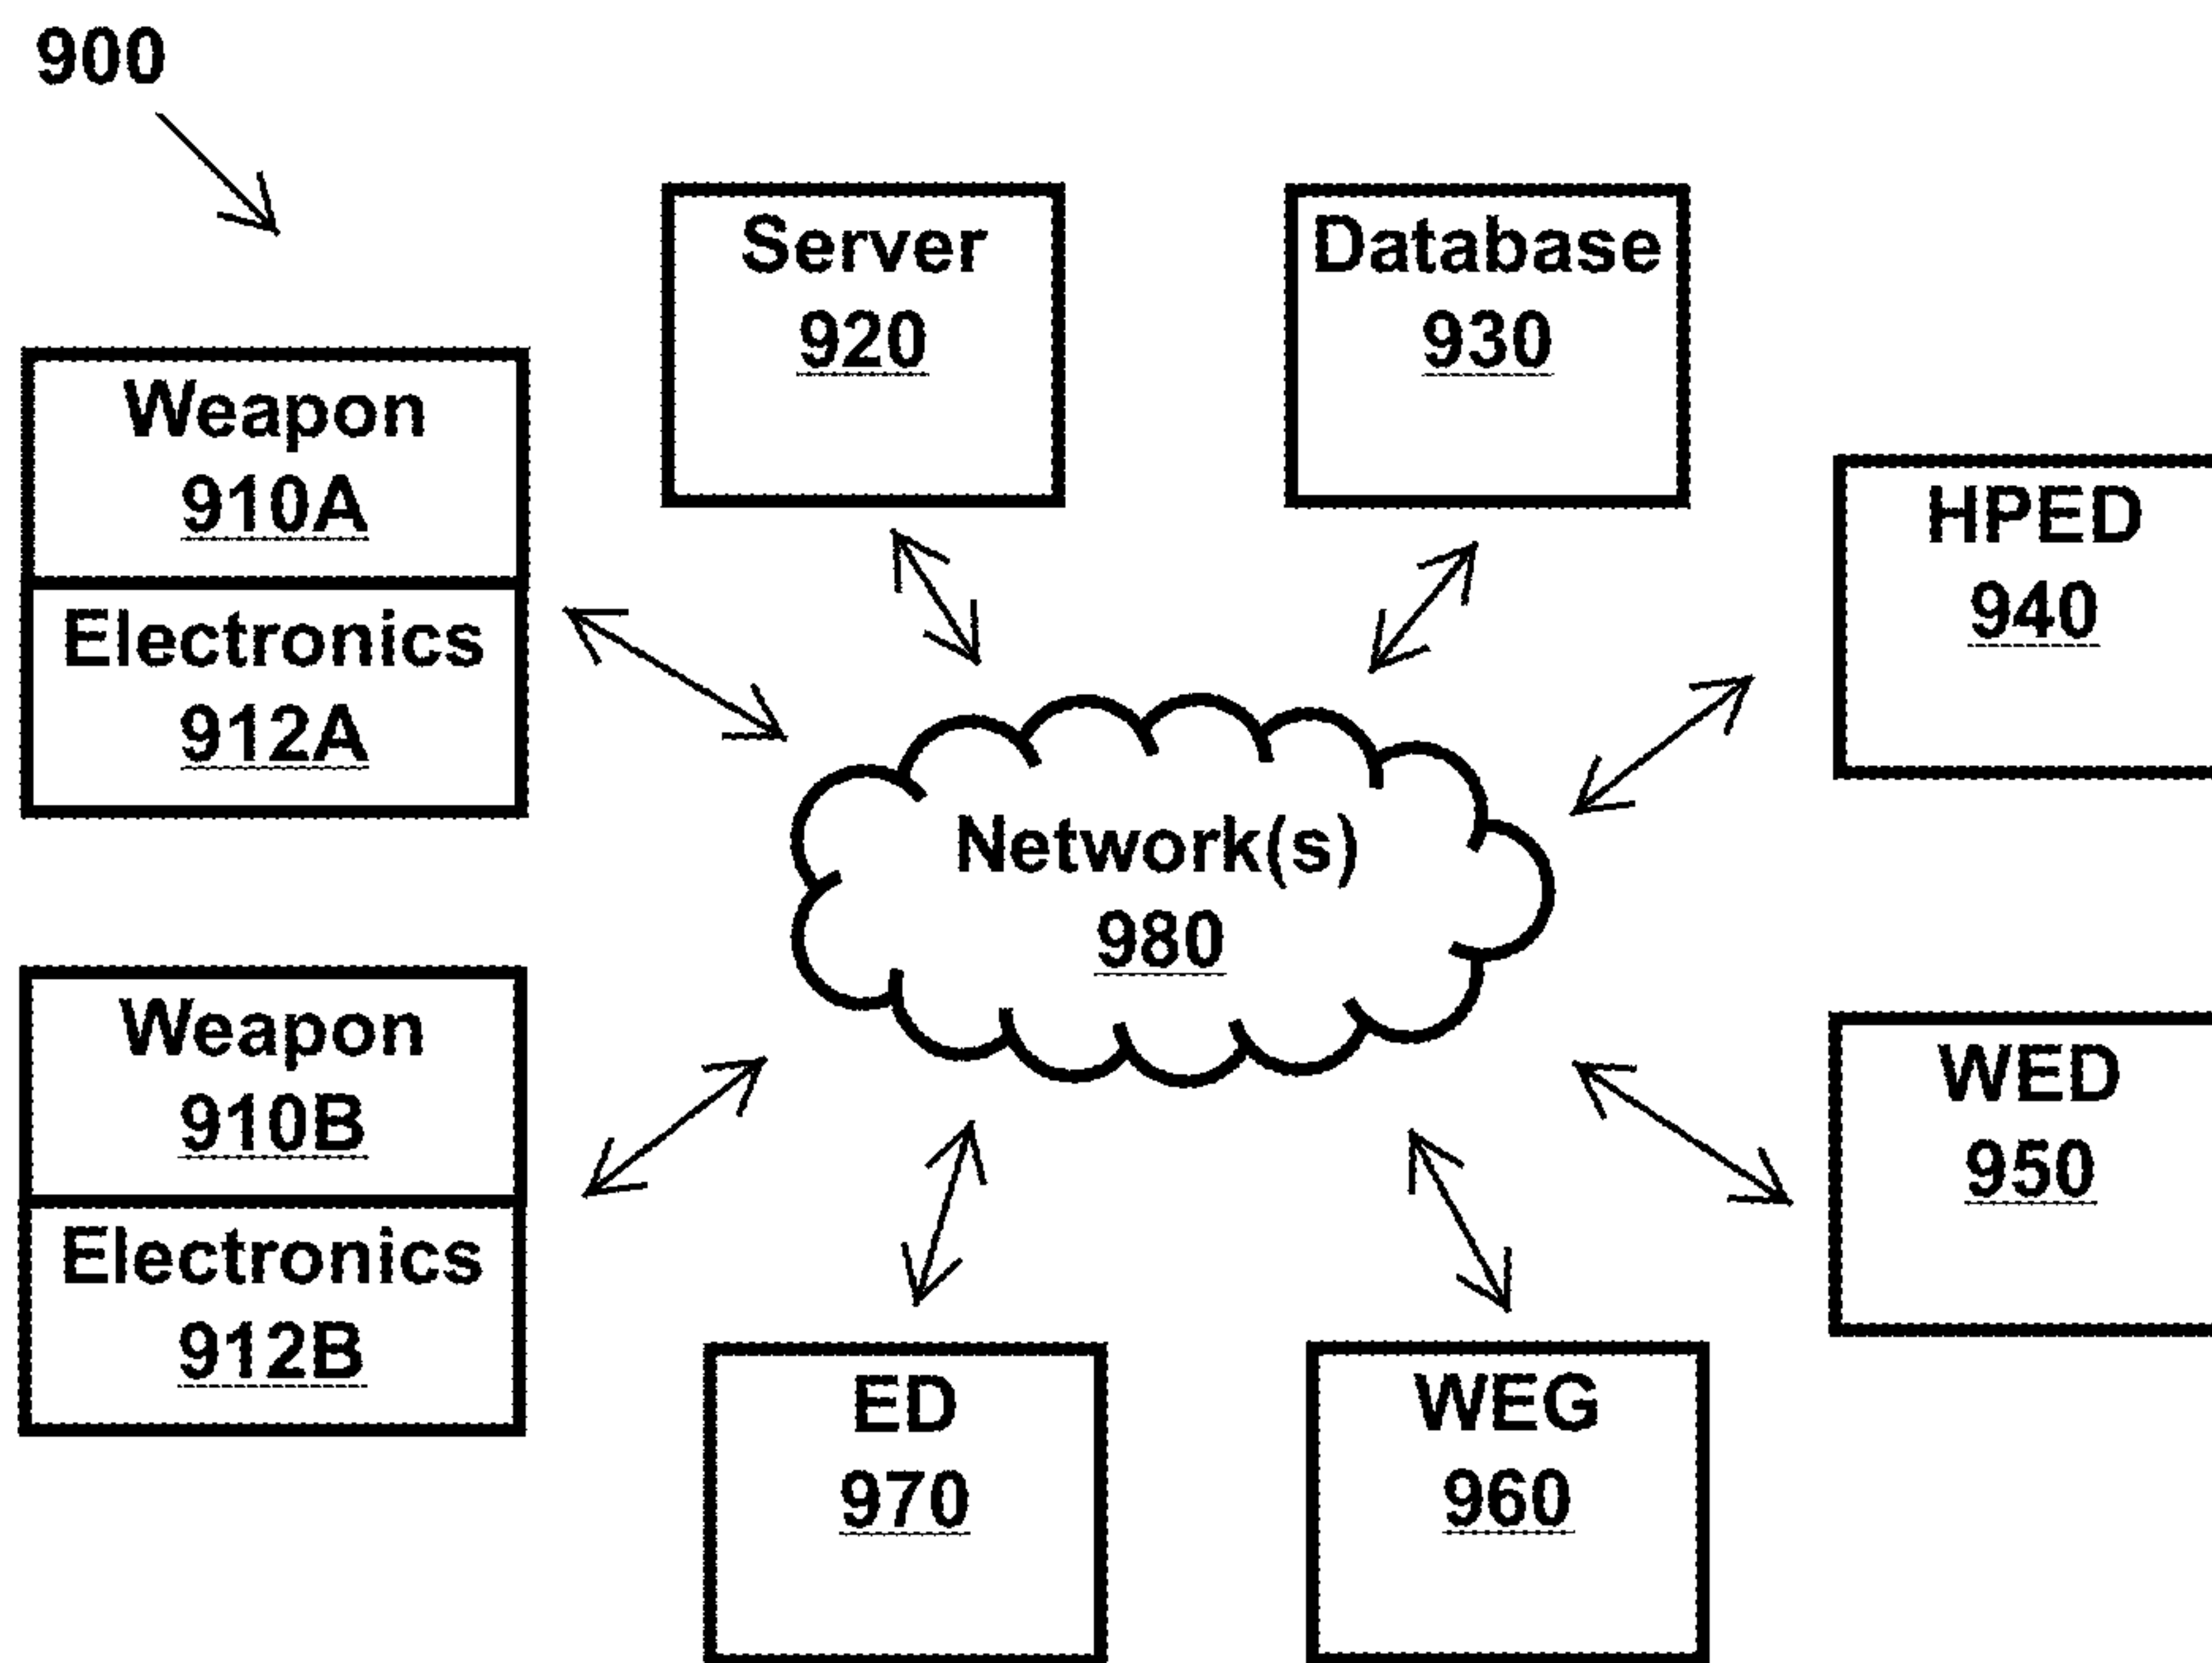 900
Server
920
Database
930
Weapon
910A
Electronics
912A
HPED
940
Network(s)
980
Weapon
910B
Electronics
912B
WED
950
ED
970
WEG
960